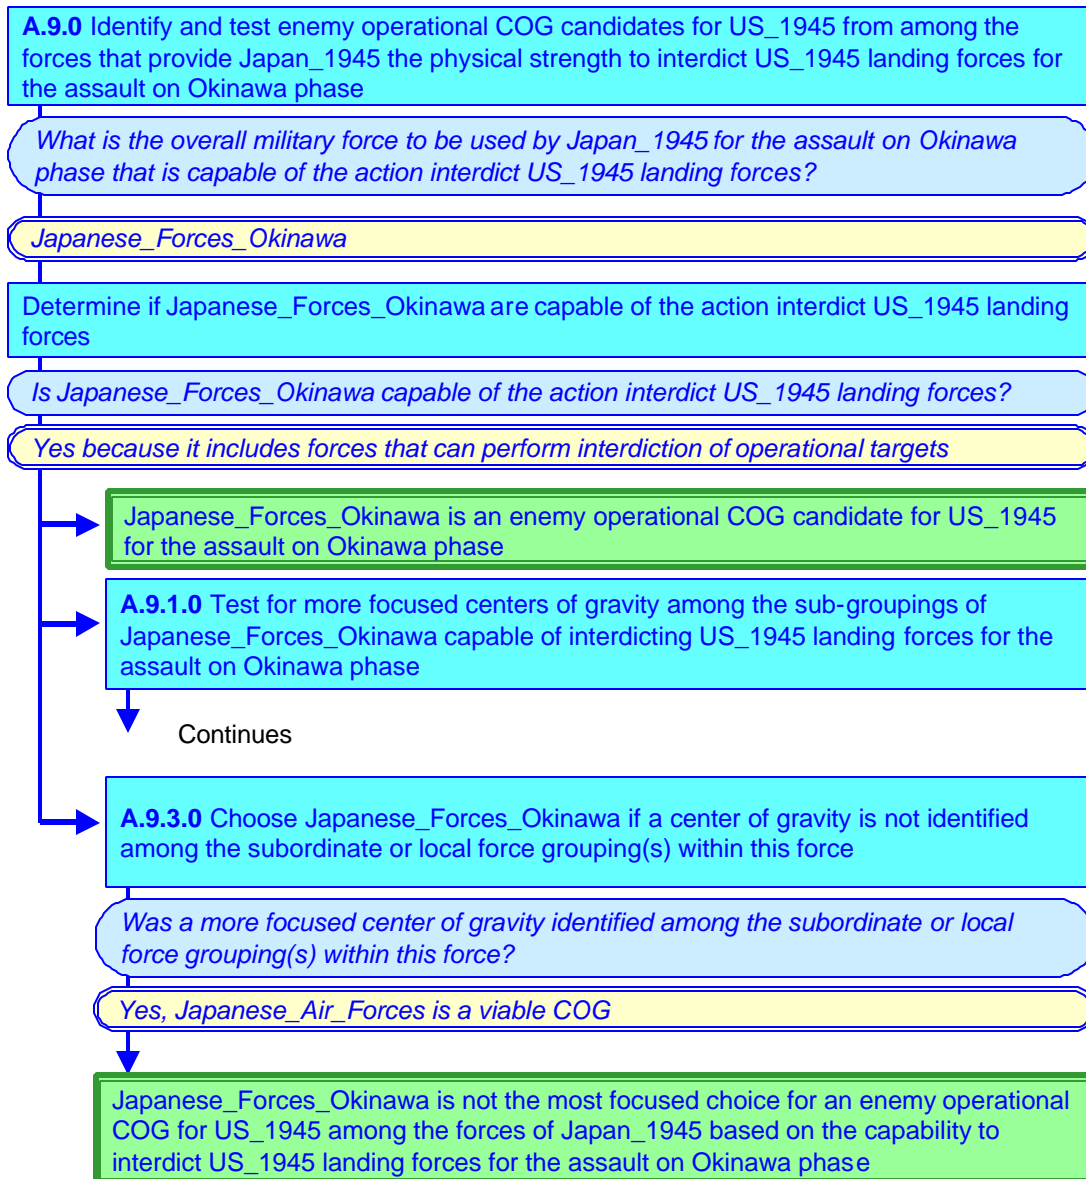 A.9.0 Identify and test enemy operational COG candidates for US_1945 from among the
forces that provide Japan_1945 the physical strength to interdict US_1945 landing forces for
the assault on Okinawa phase
What is the overall military force to be used by Japan_1945 for the assault on Okinawa
phase that is capable of the action interdict US_1945 landing forces?
Japanese_Forces_Okinawa
Determine if Japanese_Forces_Okinawa are capable of the action interdict US_1945 landing
forces
Is Japanese_Forces_Okinawa capable of the action interdict US_1945 landing forces?
Yes because it includes forces that can perform interdiction of operational targets
Japanese_Forces_Okinawa is an enemy operational COG candidate for US_1945
for the assault on Okinawa phase
A.9.1.0 Test for more focused centers of gravity among the sub-groupings of
Japanese_Forces_Okinawa capable of interdicting US_1945 landing forces for the
assault on Okinawa phase
Continues
A.9.3.0 Choose Japanese_Forces_Okinawa if a center of gravity is not identified
among the subordinate or local force grouping(s) within this force
Was a more focused center of gravity identified among the subordinate or local
force grouping(s) within this force?
Yes, Japanese_Air_Forces is a viable COG
Japanese_Forces_Okinawa is not the most focused choice for an enemy operational
COG for US_1945 among the forces of Japan_1945 based on the capability to
interdict US_1945 landing forces for the assault on Okinawa phase